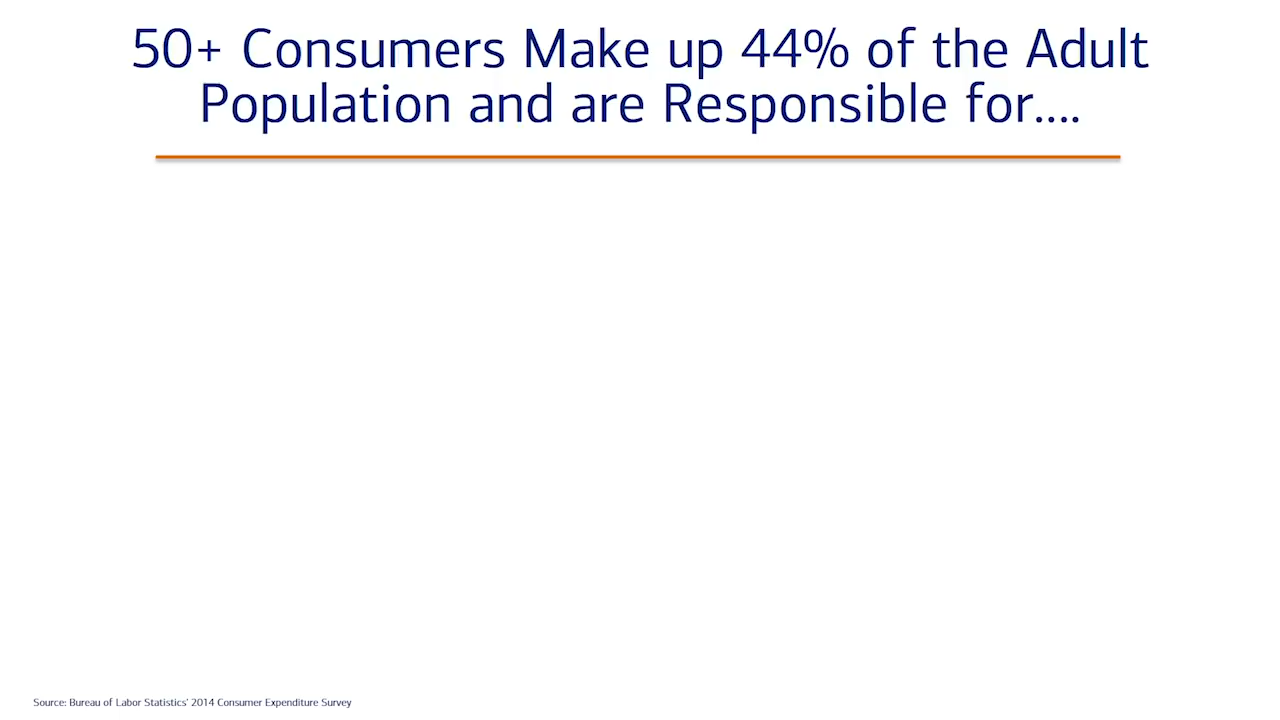 50+ Consumers Make up 44% of the Adult
Population and are Responsible for....
Source: Bureau of Labor Statistics' 2014 Consumer Expenditure Survey